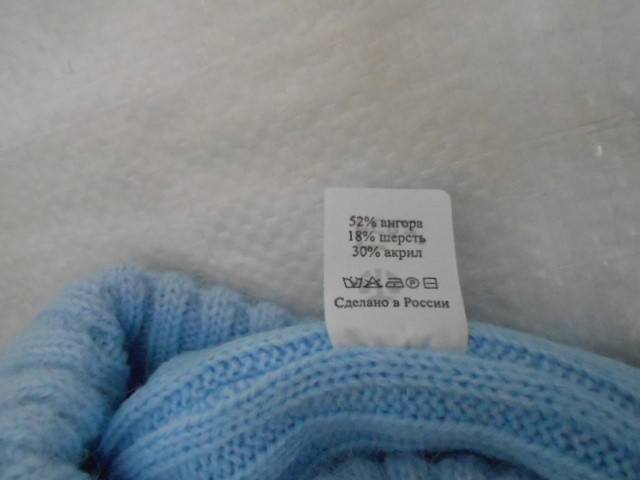 52% ангора
18% шерсть
30% акрил
Сделано в России